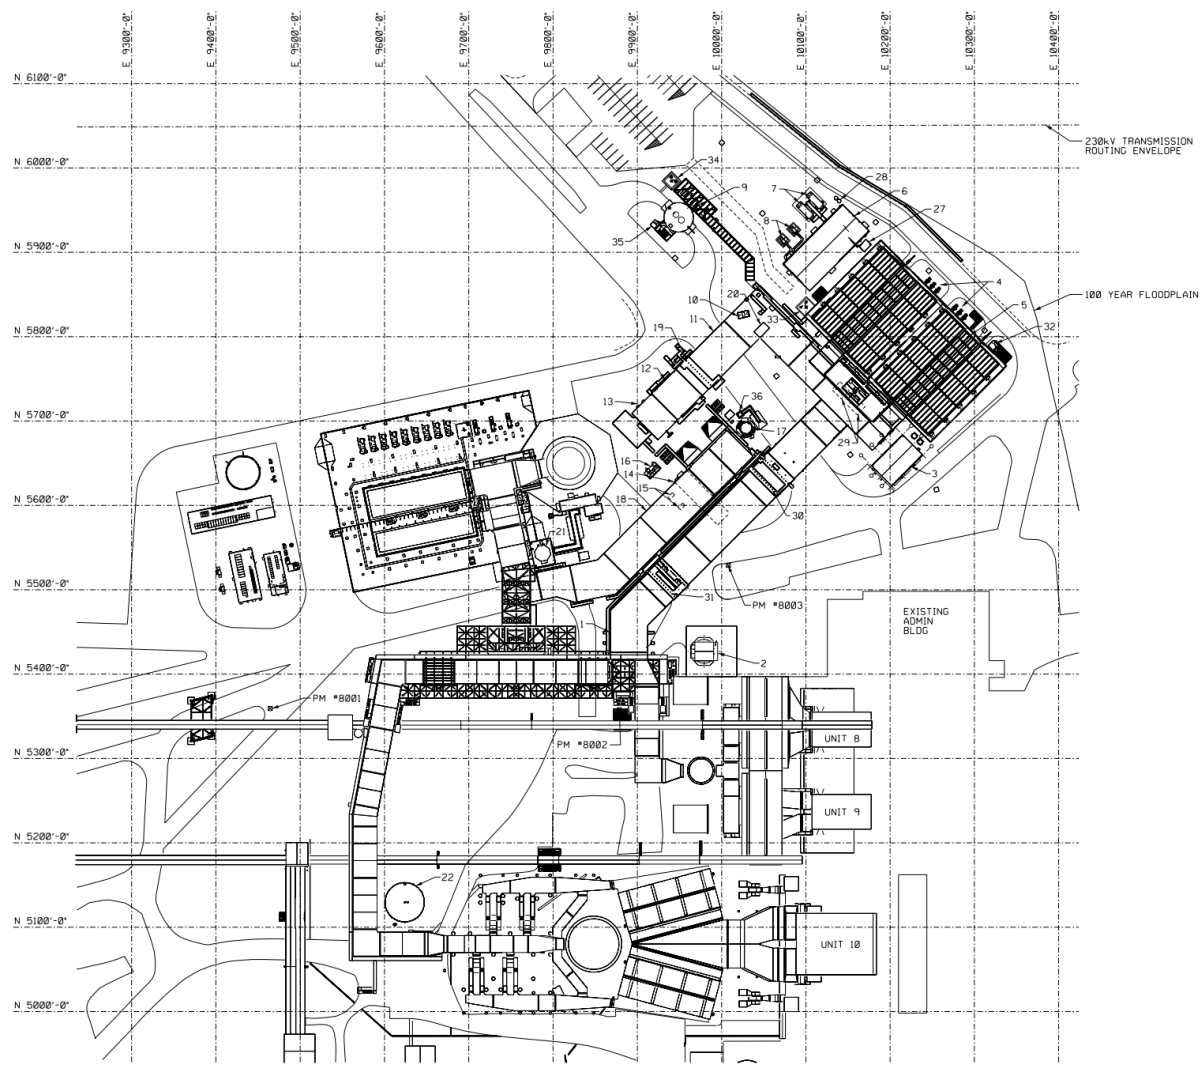 E 9300'-0"
E 9400'-0"
E 9500'-0"
E 9600'-0"
E 9700'-0"
E 9800'-0"
E 9900'-0"
E 10000'-0"
E 10100'-0"
E 10200'-0"
E 10300'-0"
E 10400'-0"
N 6100'-0"
230kV TRANSMISSION
ROUTING ENVELOPE
N 6000'-0"
34
9
7
28
6
27
8
35
N 5900'-0"
4
20
10
11
33
5
100 YEAR FLOODPLAIN
32
N 5800'-0"
19
12
13
36
N 5700'-0"
17
29
16
14
15
18
3
N 5600'-0"
30
21
N 5500'-0"
31
PM #8003
1
EXISTING
ADMIN
BLDG
2
N 5400'-0"
PM #8001
PM #8002
UNIT 8
N 5300'-0"
UNIT 9
N 5200'-0"
22
N 5100'-0"
UNIT 10
N 5000'-0"